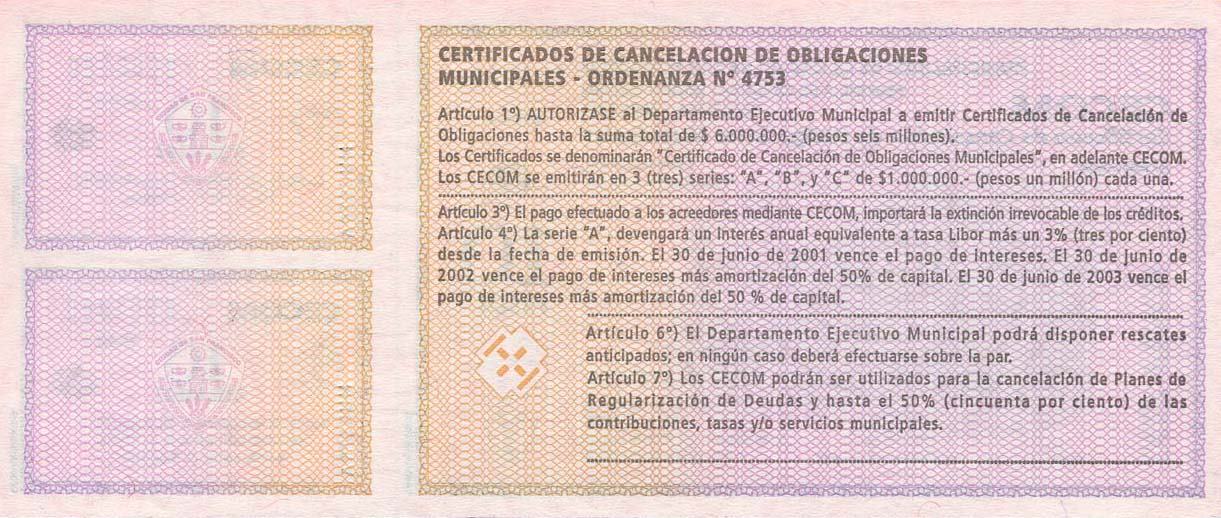 CERTIFICADOS DE CANCELACION DE OBLIGACIONES
MUNICIPALES - ORDENANZA N° 4753
Artículo 1º) AUTORIZASE al Departamento Ejecutivo Municipal a emitir Certificados de Cancelación de
Obligaciones hasta la suma total de $ 6.000.000.- (pesos seis millones).
Los Certificados se denominarán "Certificado de Cancelación de Obligaciones Municipales", en adelante CECOM.
Los CECOM se emitirán en 3 (tres) series: "A", "B", y "C" de $1.000.000.- (pesos un millón) cada una.
Artículo 3º) El pago efectuado a los acreedores mediante CECOM, importará la extinción irrevocable de los créditos.
Artículo 4º) La serie "A", devengará un interés anual equivalente a tasa Libor más un 3% (tres por ciento)
desde la fecha de emisión. El 30 de junio de 2001 vence el pago de intereses. El 30 de junio de
2002 vence el pago de intereses más amortización del 50% de capital. El 30 de junio de 2003 vence el
pago de intereses más amortización del 50 % de capital.
Artículo 6º) El Departamento Ejecutivo Municipal podrá disponer rescates
anticipados; en ningún caso deberá efectuarse sobre la par.
Artículo 7º) Los CECOM podrán ser utilizados para la cancelación de Planes de
Regularización de Deudas y hasta el 50% (cincuenta por ciento) de las
contribuciones, tasas y/o servicios municipales.